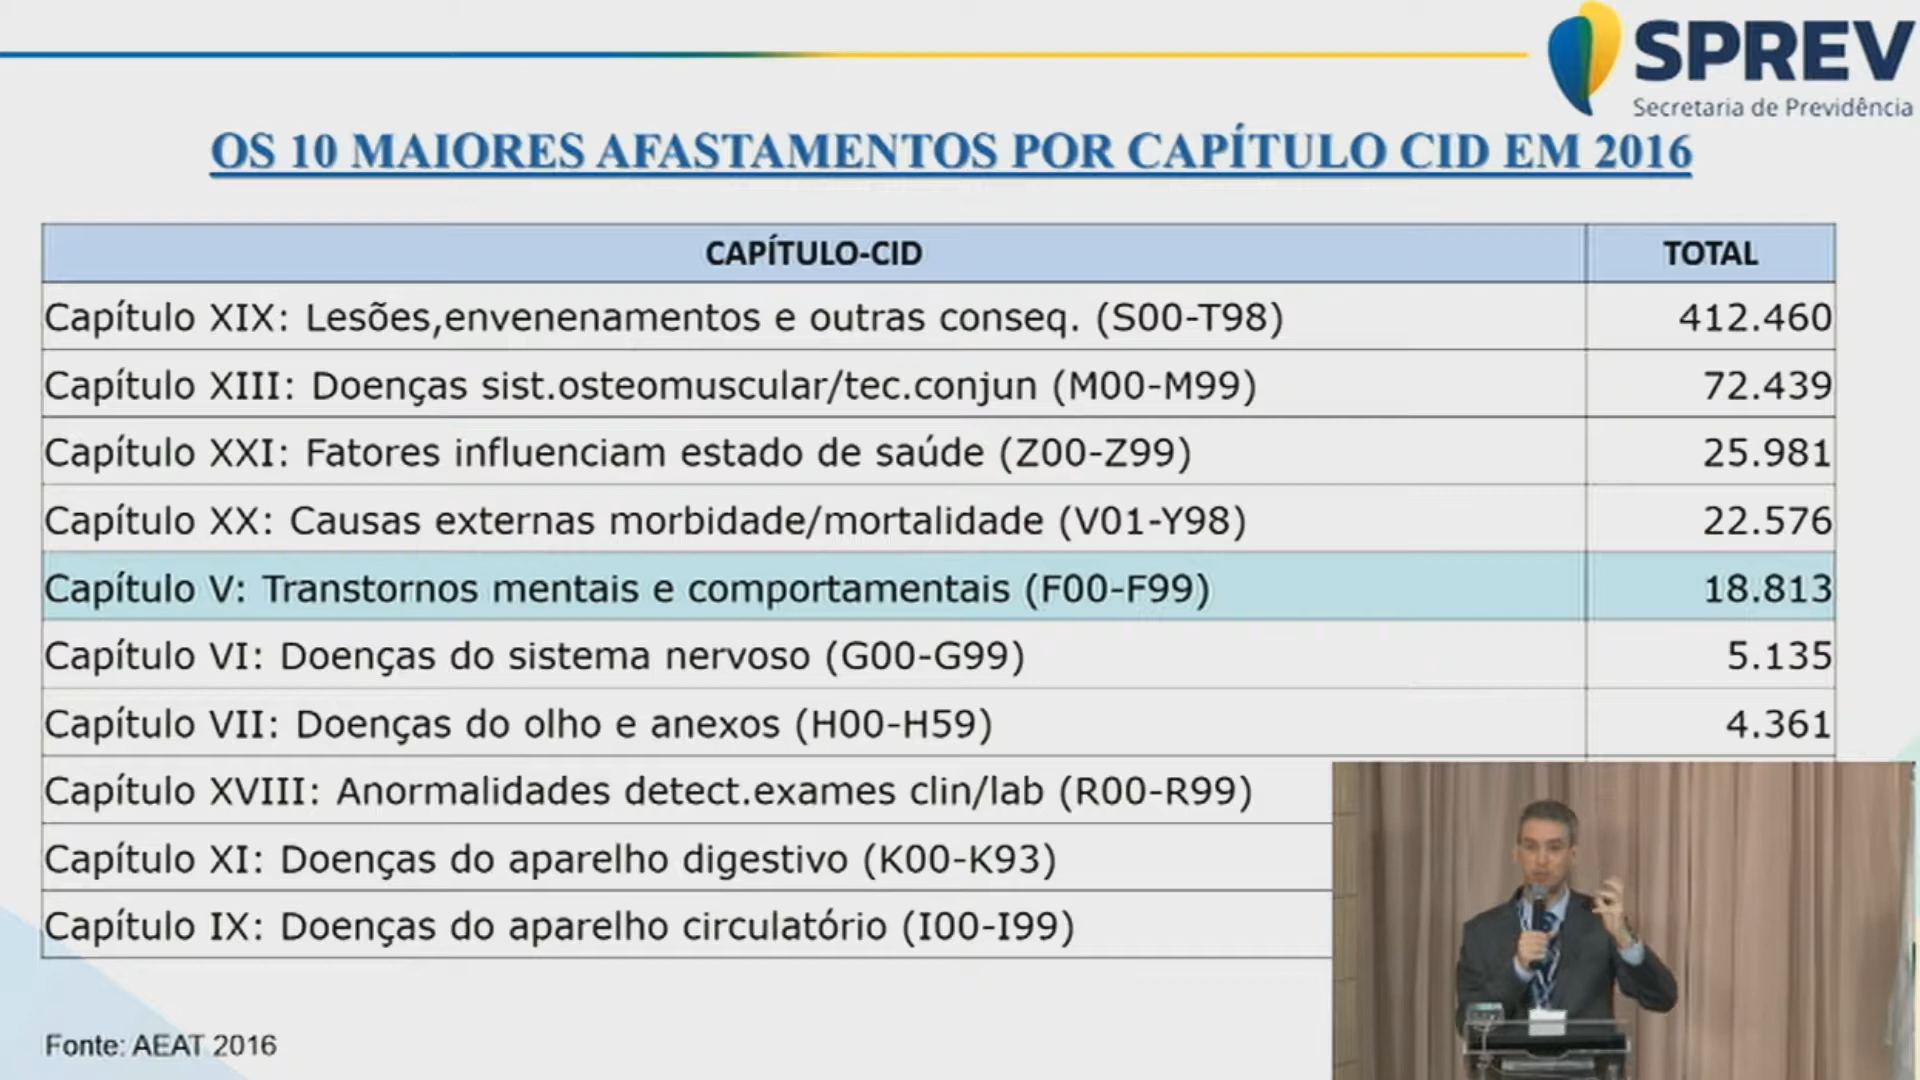 SPREV
Secretaria de Previdência
OS 10 MAIORES AFASTAMENTOS POR CAPÍTULO CID EM 2016
CAPÍTULO-CID TOTAL
Capítulo XIX: Lesões,envenenamentos e outras conseq. (S00-T98) 412.460
Capítulo XIII: Doenças sist.osteomuscular/tec.conjun (M00-M99) 72.439
Capítulo XXI: Fatores influenciam estado de saúde (Z00-Z99) 25.981
Capítulo XX: Causas externas morbidade/mortalidade (V01-Y98) 22.576
Capítulo V: Transtornos mentais e comportamentais (F00-F99) 18.813
Capítulo VI: Doenças do sistema nervoso (G00-G99) 5.135
Capítulo VII: Doenças do olho e anexos (H00-H59) 4.361
Capítulo XVIII: Anormalidades detect.exames clin/lab (R00-R99)
Capítulo XI: Doenças do aparelho digestivo (K00-K93)
Capítulo IX: Doenças do aparelho circulatório (I00-I99)
Fonte: AEAT 2016